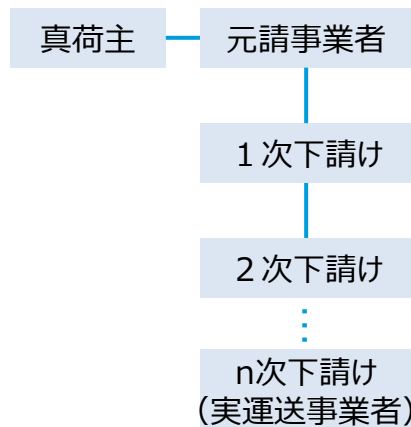 真荷主
元請事業者
１次下請け
２次下請け
n次下請け
（実運送事業者）